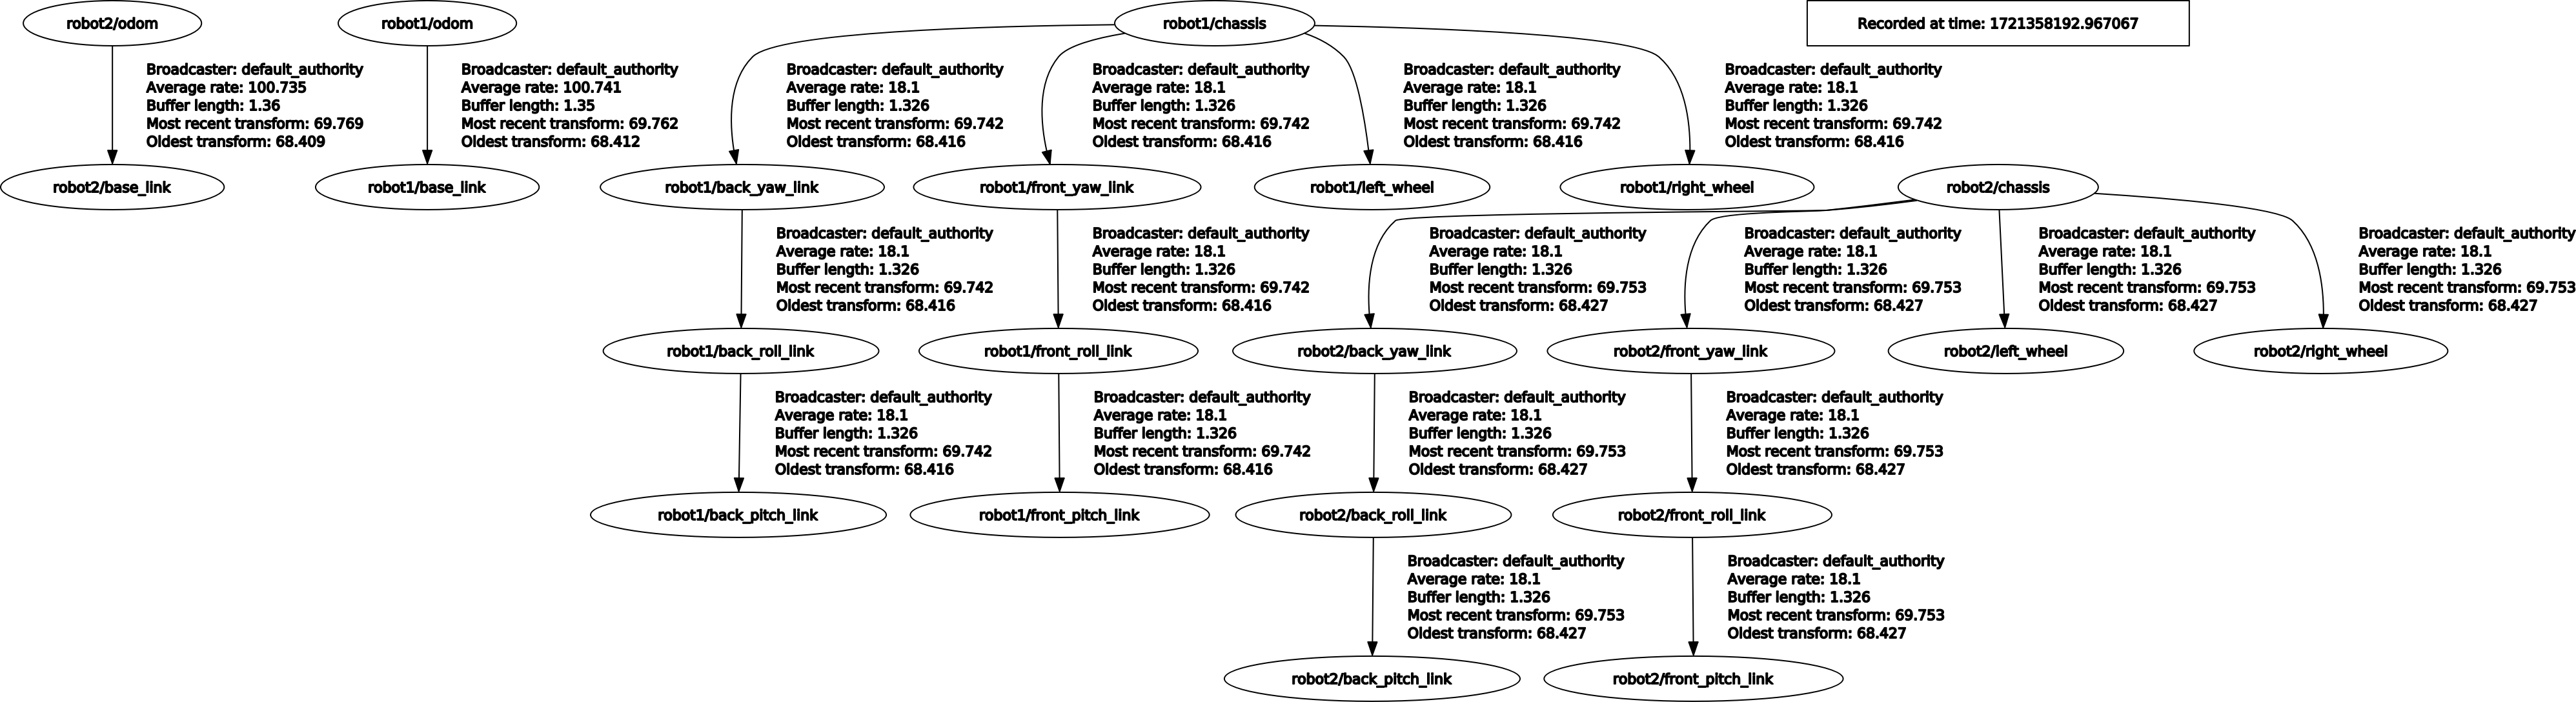 robot2/odom
robot1/odom
robot1/chassis
Recorded at time: 1721358192.967067
Broadcaster: default_authority
Average rate: 100.735
Buffer length: 1.36
Most recent transform: 69.769
Oldest transform: 68.409
Broadcaster: default_authority
Average rate: 100.741
Buffer length: 1.35
Most recent transform: 69.762
Oldest transform: 68.412
Broadcaster: default_authority
Average rate: 18.1
Buffer length: 1.326
Most recent transform: 69.742
Oldest transform: 68.416
Broadcaster: default_authority
Average rate: 18.1
Buffer length: 1.326
Most recent transform: 69.742
Oldest transform: 68.416
Broadcaster: default_authority
Average rate: 18.1
Buffer length: 1.326
Most recent transform: 69.742
Oldest transform: 68.416
Broadcaster: default_authority
Average rate: 18.1
Buffer length: 1.326
Most recent transform: 69.742
Oldest transform: 68.416
robot2/base_link
robot1/base_link
robot1/back_yaw_link
robot1/front_yaw_link
robot1/left_wheel
robot1/right_wheel
robot2/chassis
Broadcaster: default_authority
Average rate: 18.1
Buffer length: 1.326
Most recent transform: 69.742
Oldest transform: 68.416
Broadcaster: default_authority
Average rate: 18.1
Buffer length: 1.326
Most recent transform: 69.742
Oldest transform: 68.416
Broadcaster: default_authority
Average rate: 18.1
Buffer length: 1.326
Most recent transform: 69.753
Oldest transform: 68.427
Broadcaster: default_authority
Average rate: 18.1
Buffer length: 1.326
Most recent transform: 69.753
Oldest transform: 68.427
Broadcaster: default_authority
Average rate: 18.1
Buffer length: 1.326
Most recent transform: 69.753
Oldest transform: 68.427
Broadcaster: default_authority
Average rate: 18.1
Buffer length: 1.326
Most recent transform: 69.753
Oldest transform: 68.427
robot1/back_roll_link
robot1/front_roll_link
robot2/back_yaw_link
robot2/front_yaw_link
robot2/left_wheel
robot2/right_wheel
Broadcaster: default_authority
Average rate: 18.1
Buffer length: 1.326
Most recent transform: 69.742
Oldest transform: 68.416
Broadcaster: default_authority
Average rate: 18.1
Buffer length: 1.326
Most recent transform: 69.742
Oldest transform: 68.416
Broadcaster: default_authority
Average rate: 18.1
Buffer length: 1.326
Most recent transform: 69.753
Oldest transform: 68.427
Broadcaster: default_authority
Average rate: 18.1
Buffer length: 1.326
Most recent transform: 69.753
Oldest transform: 68.427
robot1/back_pitch_link
robot1/front_pitch_link
robot2/back_roll_link
robot2/front_roll_link
Broadcaster: default_authority
Average rate: 18.1
Buffer length: 1.326
Most recent transform: 69.753
Oldest transform: 68.427
Broadcaster: default_authority
Average rate: 18.1
Buffer length: 1.326
Most recent transform: 69.753
Oldest transform: 68.427
robot2/back_pitch_link
robot2/front_pitch_link